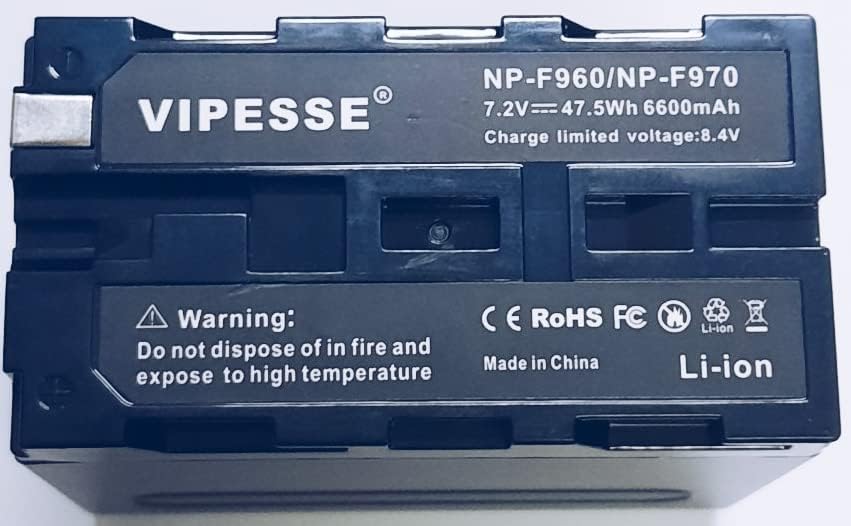 VIPESSE®
NP-F960/NP-F970
7.2V⎓47.5Wh 6600mAh
Charge limited voltage:8.4V
⚠ Warning:
Do not dispose of in fire and
expose to high temperature
CE RoHS FC
Li-ion
Made in China
Li-ion